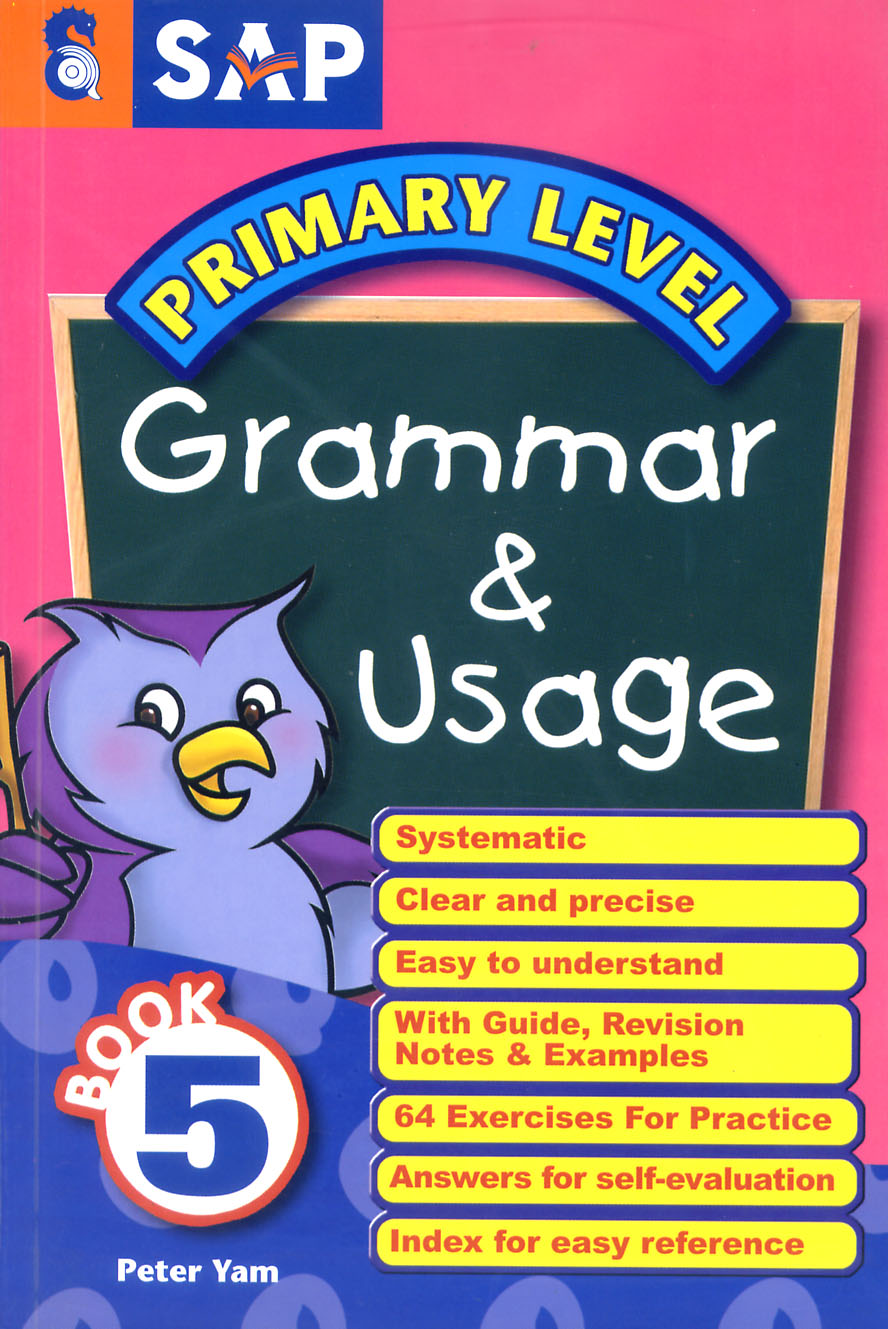 SAP
PRIMARY LEVEL
Grammar
&
Usage
Systematic
Clear and precise
Easy to understand
With Guide, Revision
Notes & Examples
64 Exercises For Practice
Answers for self-evaluation
Index for easy reference
BOOK
5
Peter Yam